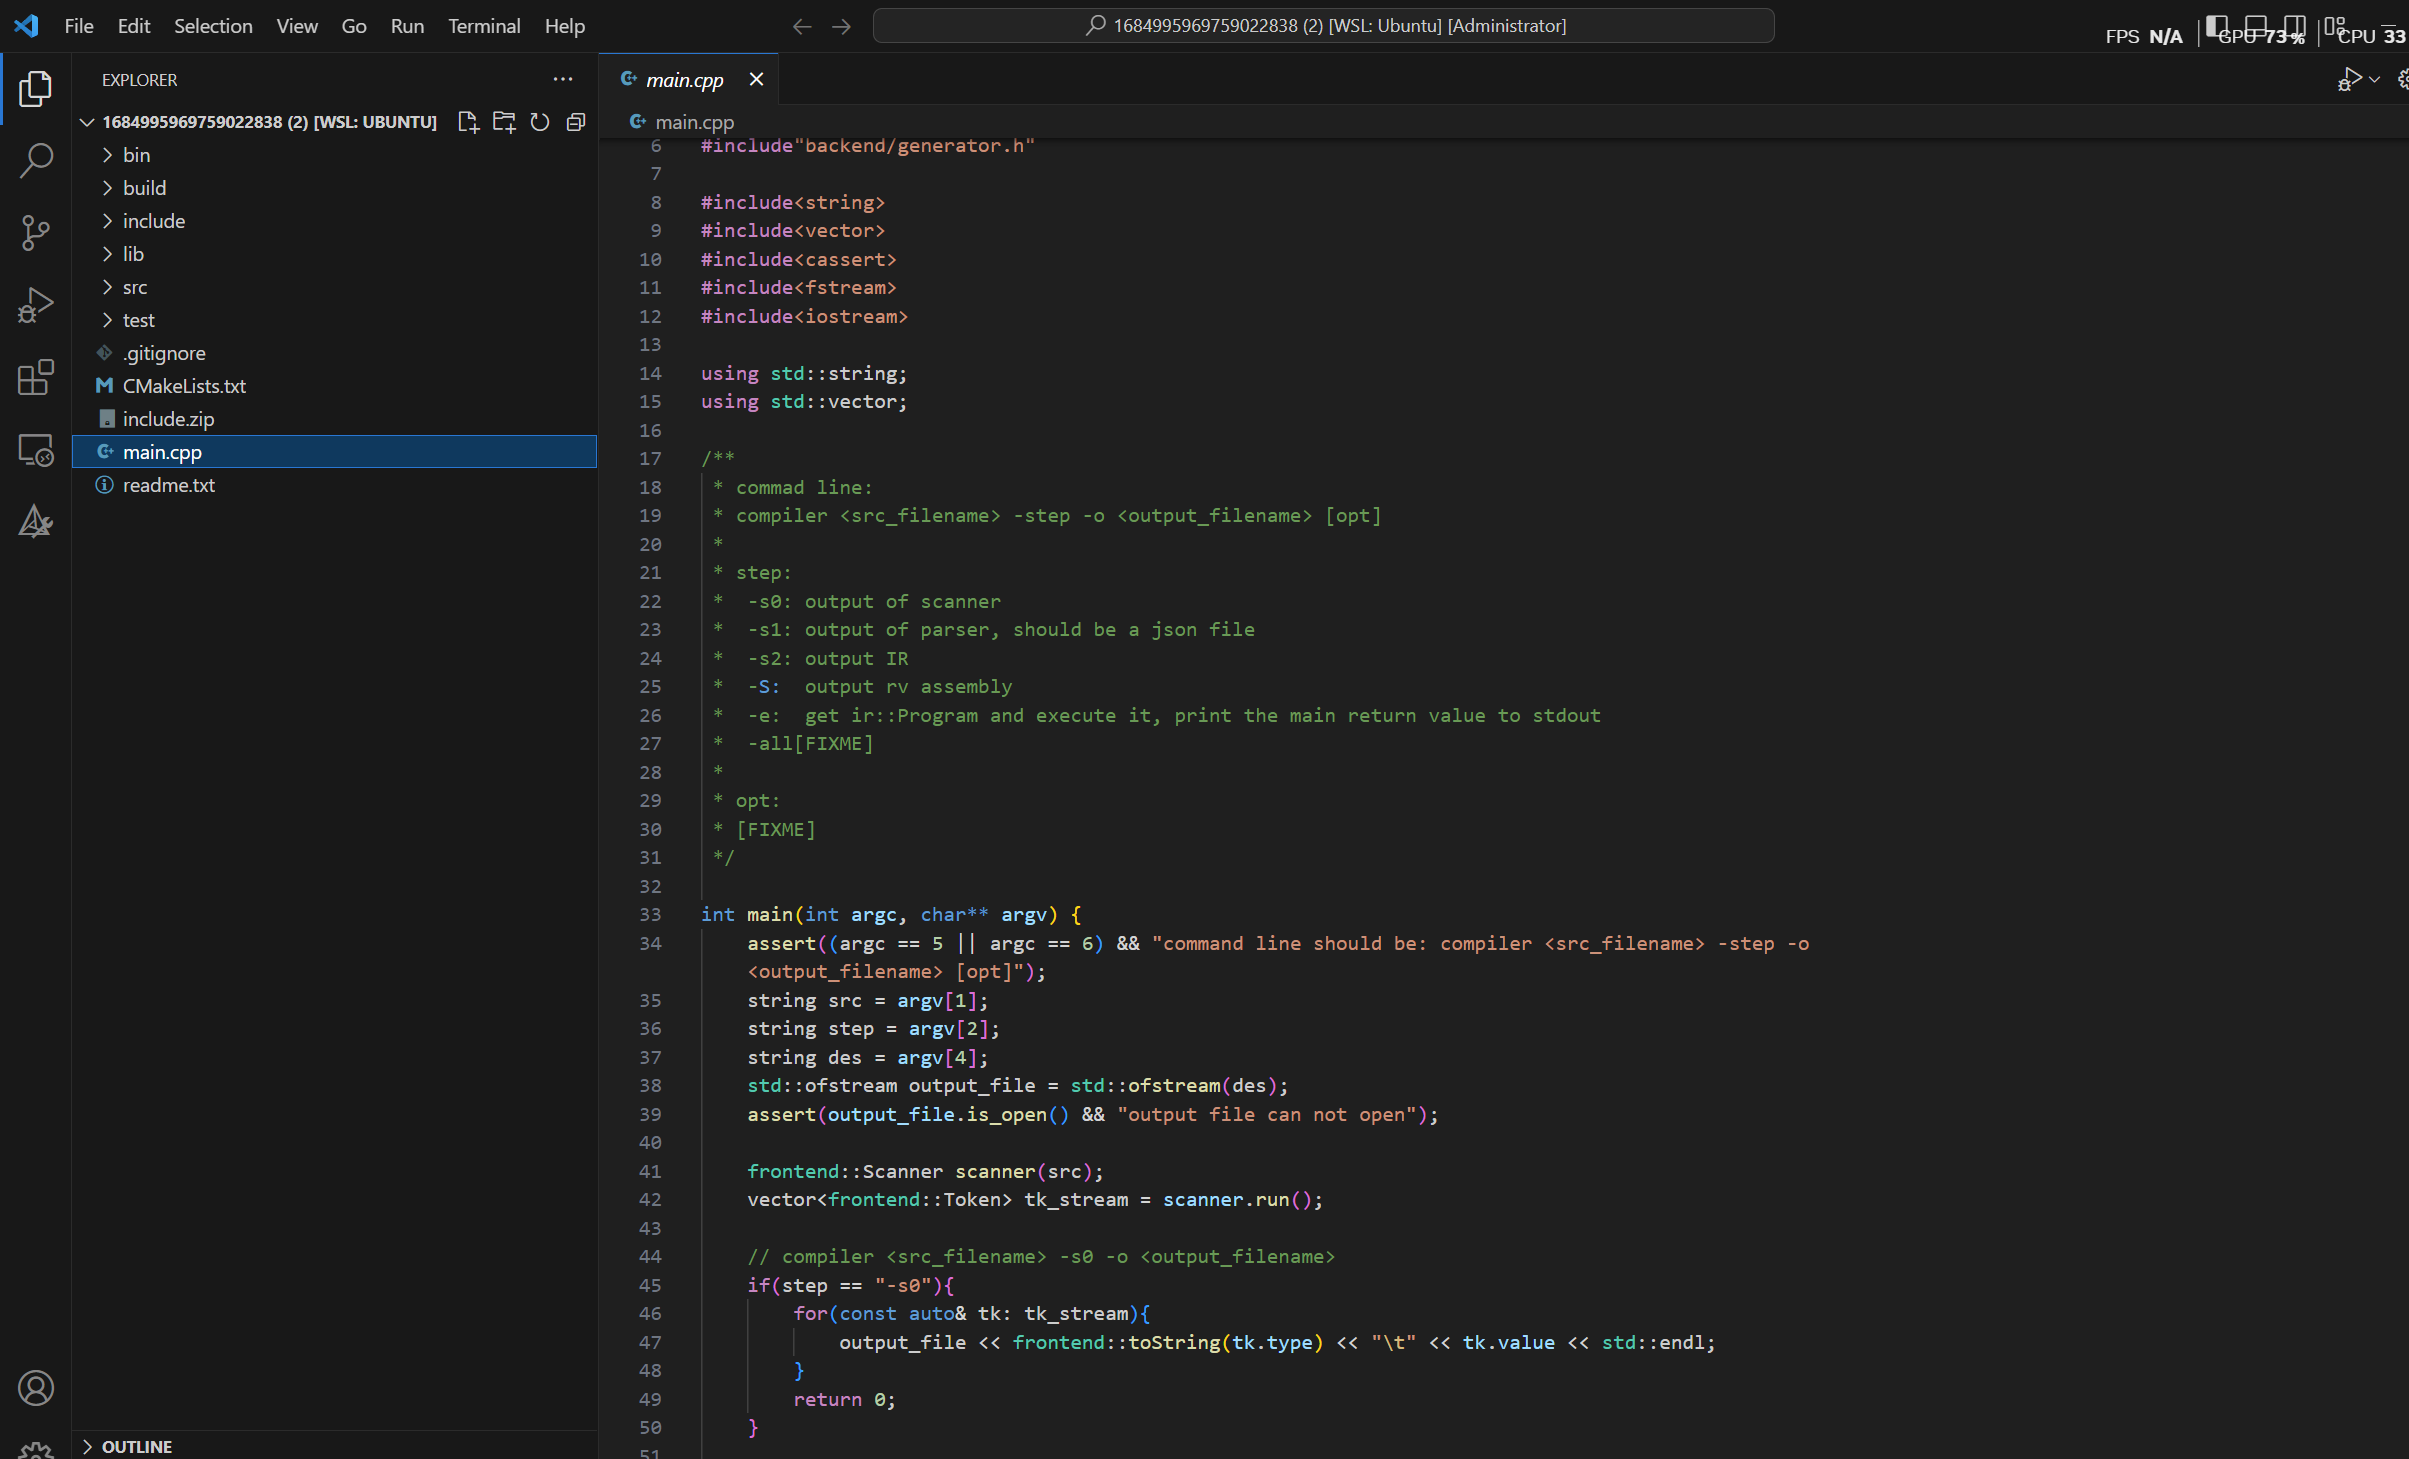 File Edit Selection View Go Run Terminal Help
1684995969759022838 (2) [WSL: Ubuntu] [Administrator]
FPS N/A GPU 73% CPU 33
EXPLORER
1684995969759022838 (2) [WSL: UBUNTU]
bin
build
include
lib
src
test
.gitignore
CMakeLists.txt
include.zip
main.cpp
readme.txt
OUTLINE
main.cpp
main.cpp
6 #include"backend/generator.h"
7
8 #include<string>
9 #include<vector>
10 #include<cassert>
11 #include<fstream>
12 #include<iostream>
13
14 using std::string;
15 using std::vector;
16
17 /**
18 * commad line:
19 * compiler <src_filename> -step -o <output_filename> [opt]
20 *
21 * step:
22 * -s0: output of scanner
23 * -s1: output of parser, should be a json file
24 * -s2: output IR
25 * -S: output rv assembly
26 * -e: get ir::Program and execute it, print the main return value to stdout
27 * -all[FIXME]
28 *
29 * opt:
30 * [FIXME]
31 */
32
33 int main(int argc, char** argv) {
34 assert((argc == 5 || argc == 6) && "command line should be: compiler <src_filename> -step -o
<output_filename> [opt]");
35 string src = argv[1];
36 string step = argv[2];
37 string des = argv[4];
38 std::ofstream output_file = std::ofstream(des);
39 assert(output_file.is_open() && "output file can not open");
40
41 frontend::Scanner scanner(src);
42 vector<frontend::Token> tk_stream = scanner.run();
43
44 // compiler <src_filename> -s0 -o <output_filename>
45 if(step == "-s0"){
46 for(const auto& tk: tk_stream){
47 output_file << frontend::toString(tk.type) << "\t" << tk.value << std::endl;
48 }
49 return 0;
50 }
51